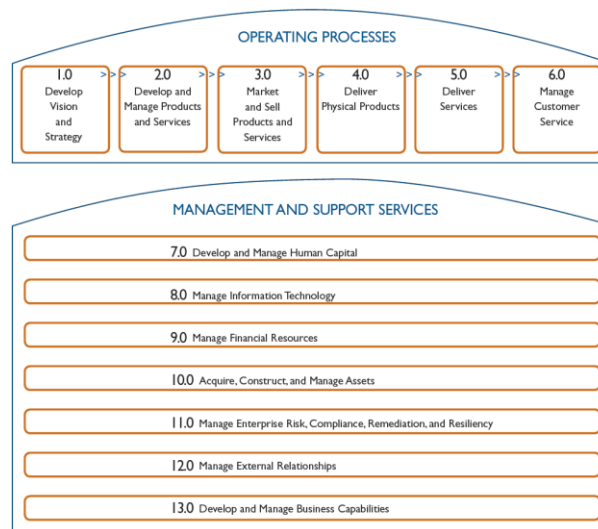 OPERATING PROCESSES
1.0 >>> 2.0 >>> 3.0 >>> 4.0 >>> 5.0 >>> 6.0
Develop
Vision
and
Strategy
Develop and
Manage Products
and Services
Market
and Sell
Products and
Services
Deliver
Physical Products
Deliver
Services
Manage
Customer
Service
MANAGEMENT AND SUPPORT SERVICES
7.0 Develop and Manage Human Capital
8.0 Manage Information Technology
9.0 Manage Financial Resources
10.0 Acquire, Construct, and Manage Assets
11.0 Manage Enterprise Risk, Compliance, Remediation, and Resiliency
12.0 Manage External Relationships
13.0 Develop and Manage Business Capabilities